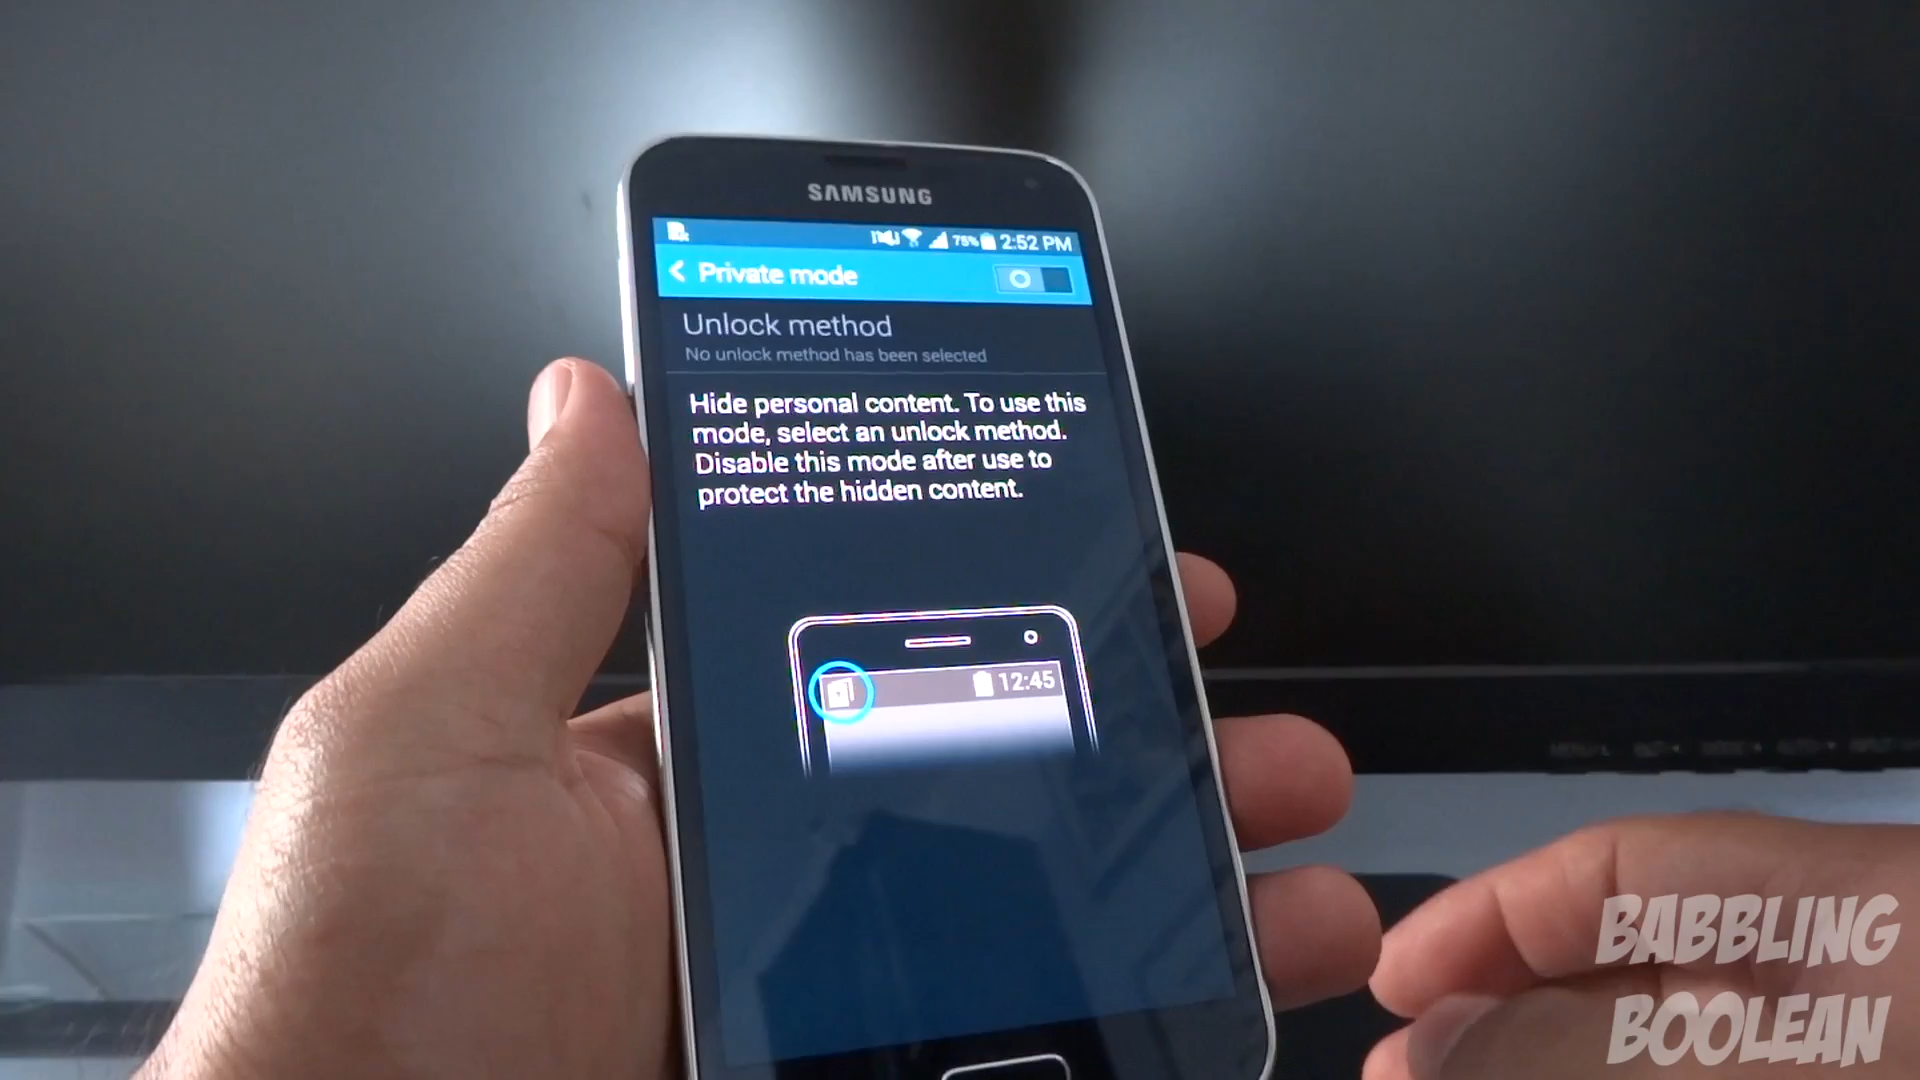 SAMSUNG
75% 2:52 PM
Private mode
Unlock method
No unlock method has been selected
Hide personal content. To use this
mode, select an unlock method.
Disable this mode after use to
protect the hidden content.
12:45
BABBLING
BOOLEAN